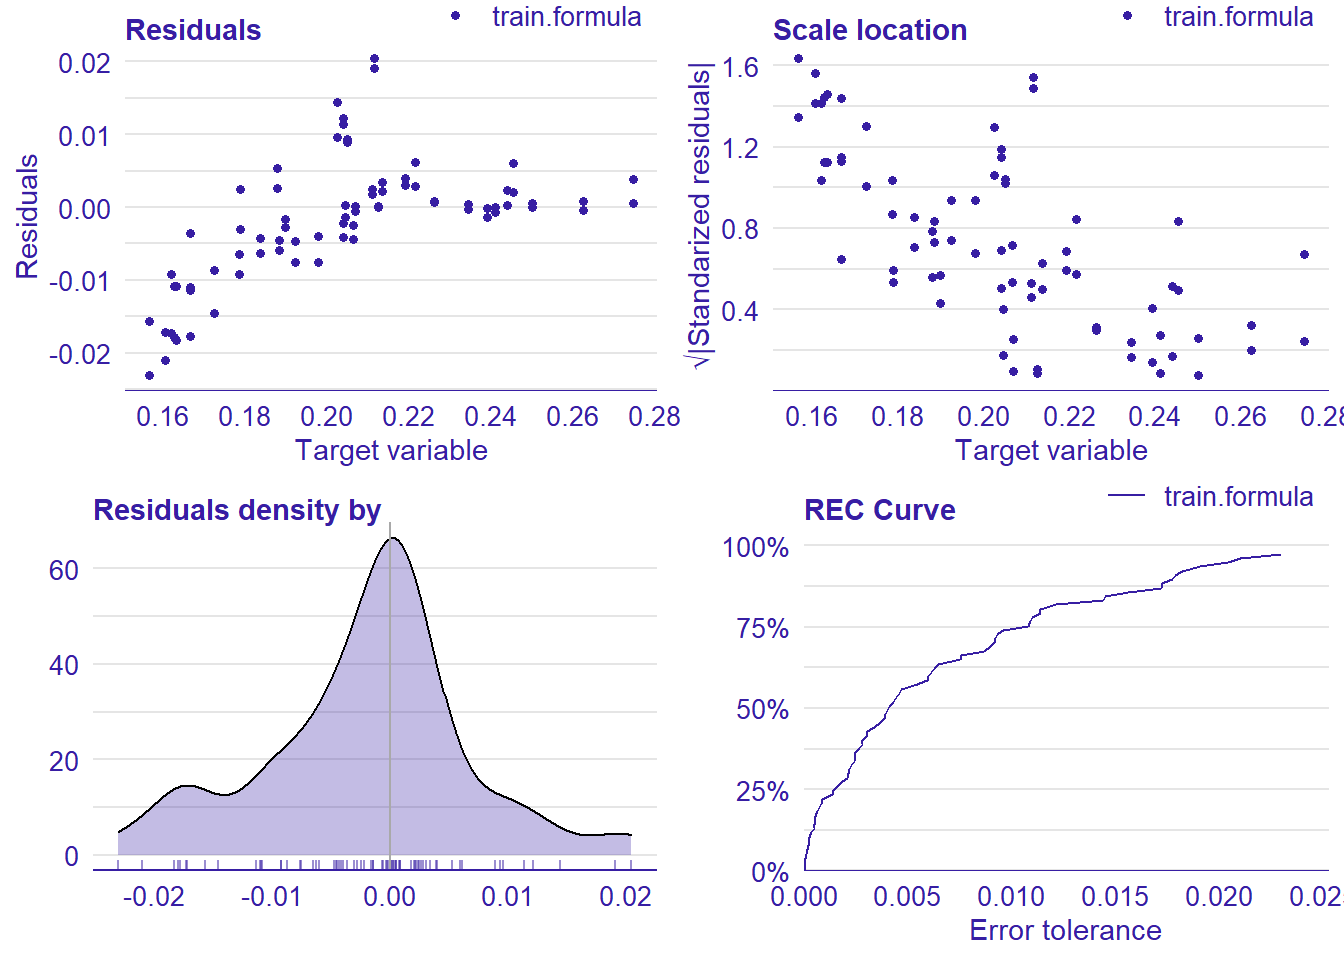 Residuals
train.formula
0.02
0.01
0.00
-0.01
-0.02
Residuals
0.16 0.18 0.20 0.22 0.24 0.26 0.28
Target variable
Scale location
train.formula
1.6
1.2
0.8
0.4
√|Standarized residuals|
0.16 0.18 0.20 0.22 0.24 0.26 0.28
Target variable
Residuals density by
60
40
20
0
-0.02 -0.01 0.00 0.01 0.02
REC Curve
train.formula
100%
75%
50%
25%
0%
0.000 0.005 0.010 0.015 0.020 0.02
Error tolerance